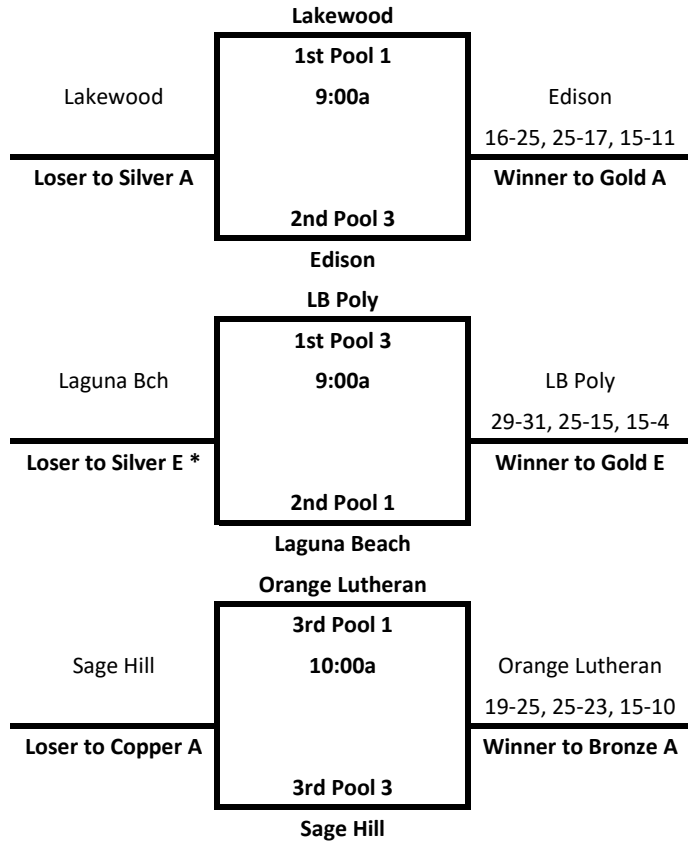 Lakewood
1st Pool 1
Lakewood 9:00a Edison
16-25, 25-17, 15-11
Loser to Silver A Winner to Gold A
2nd Pool 3
Edison
LB Poly
1st Pool 3
Laguna Bch 9:00a LB Poly
29-31, 25-15, 15-4
Loser to Silver E * Winner to Gold E
2nd Pool 1
Laguna Beach
Orange Lutheran
3rd Pool 1
Sage Hill 10:00a Orange Lutheran
19-25, 25-23, 15-10
Loser to Copper A Winner to Bronze A
3rd Pool 3
Sage Hill